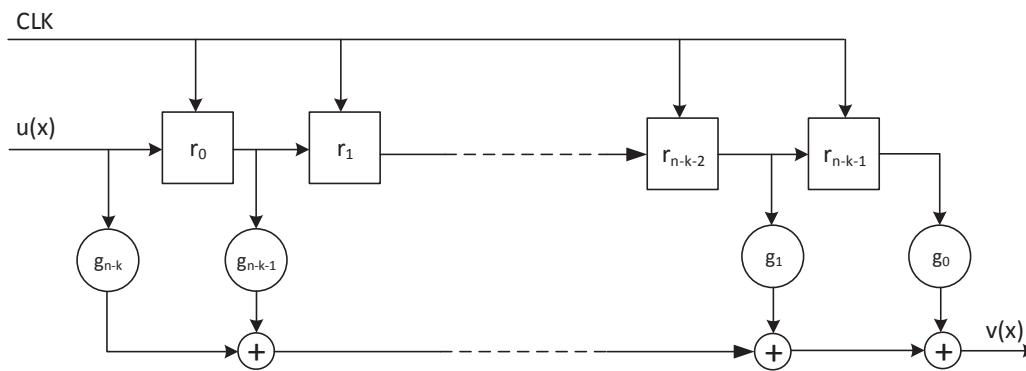 CLK
u(x)
r₀
r₁
rₙ₋ₖ₋₂
rₙ₋ₖ₋₁
gₙ₋ₖ
gₙ₋ₖ₋₁
g₁
g₀
+
+
+
v(x)